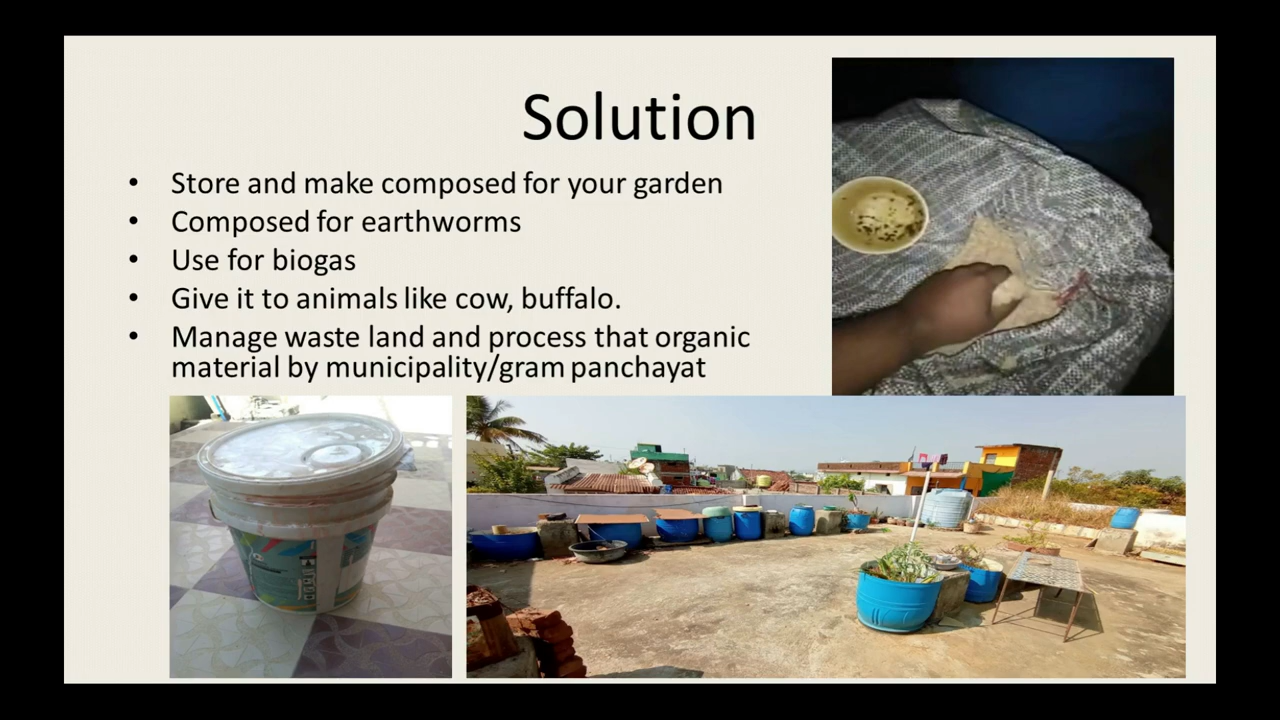 Solution
• Store and make composed for your garden
• Composed for earthworms
• Use for biogas
• Give it to animals like cow, buffalo.
• Manage waste land and process that organic
material by municipality/gram panchayat